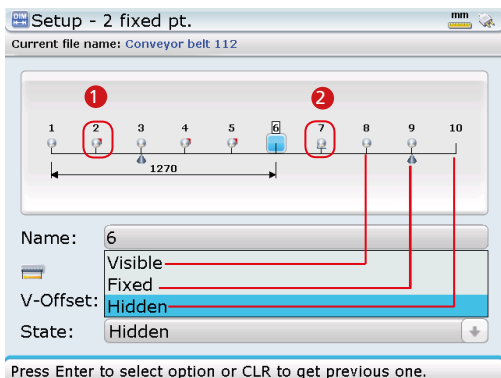 Setup - 2 fixed pt.
mm
Current file name: Conveyor belt 112
1 2
1 2 3 4 5 6 7 8 9 10
1270
Name: 6
Visible
Fixed
V-Offset: Hidden
State: Hidden
Press Enter to select option or CLR to get previous one.